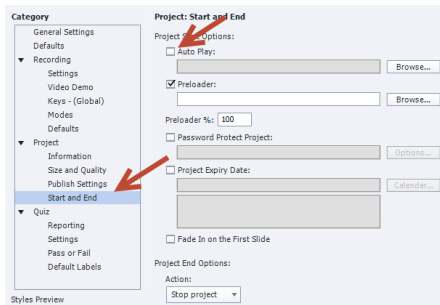 Category
General Settings
Defaults
Recording
Settings
Video Demo
Keys - (Global)
Modes
Defaults
Project
Information
Size and Quality
Publish Settings
Start and End
Quiz
Reporting
Settings
Pass or Fail
Default Labels
Styles Preview
Project: Start and End
Project Start Options:
Auto Play:
Browse...
Preloader:
Browse...
Preloader %: 100
Password Protect Project:
Options...
Project Expiry Date:
Calendar...
Fade In on the First Slide
Project End Options:
Action:
Stop project